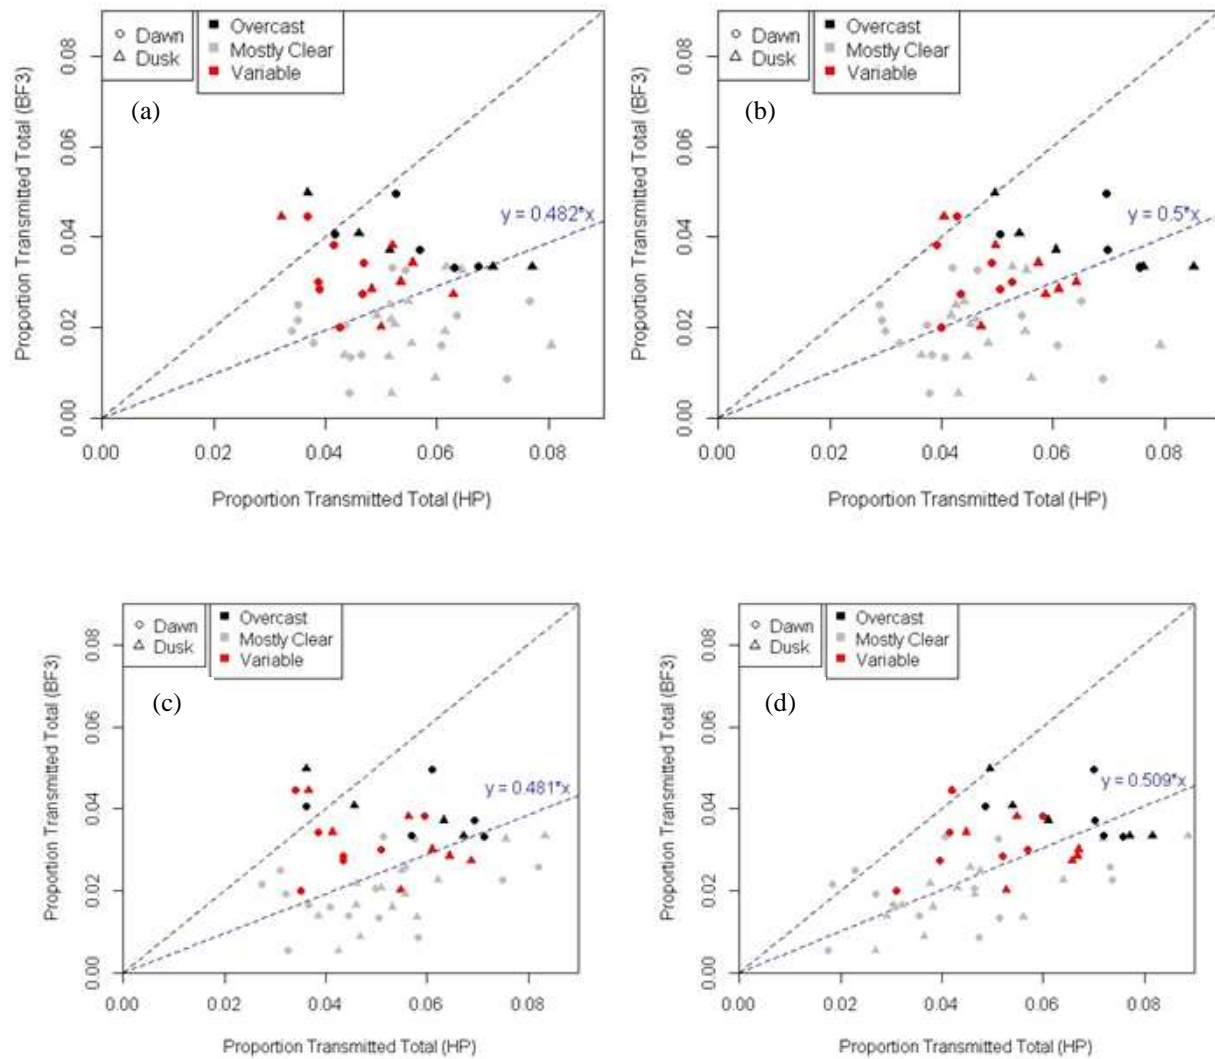 Dawn
Dusk
Overcast
Mostly Clear
Variable
(a)
y = 0.482*x
Proportion Transmitted Total (BF3)
0.00 0.02 0.04 0.06 0.08
0.00 0.02 0.04 0.06 0.08
Proportion Transmitted Total (HP)
Dawn
Dusk
Overcast
Mostly Clear
Variable
(b)
y = 0.5*x
Proportion Transmitted Total (BF3)
0.00 0.02 0.04 0.06 0.08
0.00 0.02 0.04 0.06 0.08
Proportion Transmitted Total (HP)
Dawn
Dusk
Overcast
Mostly Clear
Variable
(c)
y = 0.481*x
Proportion Transmitted Total (BF3)
0.00 0.02 0.04 0.06 0.08
0.00 0.02 0.04 0.06 0.08
Proportion Transmitted Total (HP)
Dawn
Dusk
Overcast
Mostly Clear
Variable
(d)
y = 0.509*x
Proportion Transmitted Total (BF3)
0.00 0.02 0.04 0.06 0.08
0.00 0.02 0.04 0.06 0.08
Proportion Transmitted Total (HP)